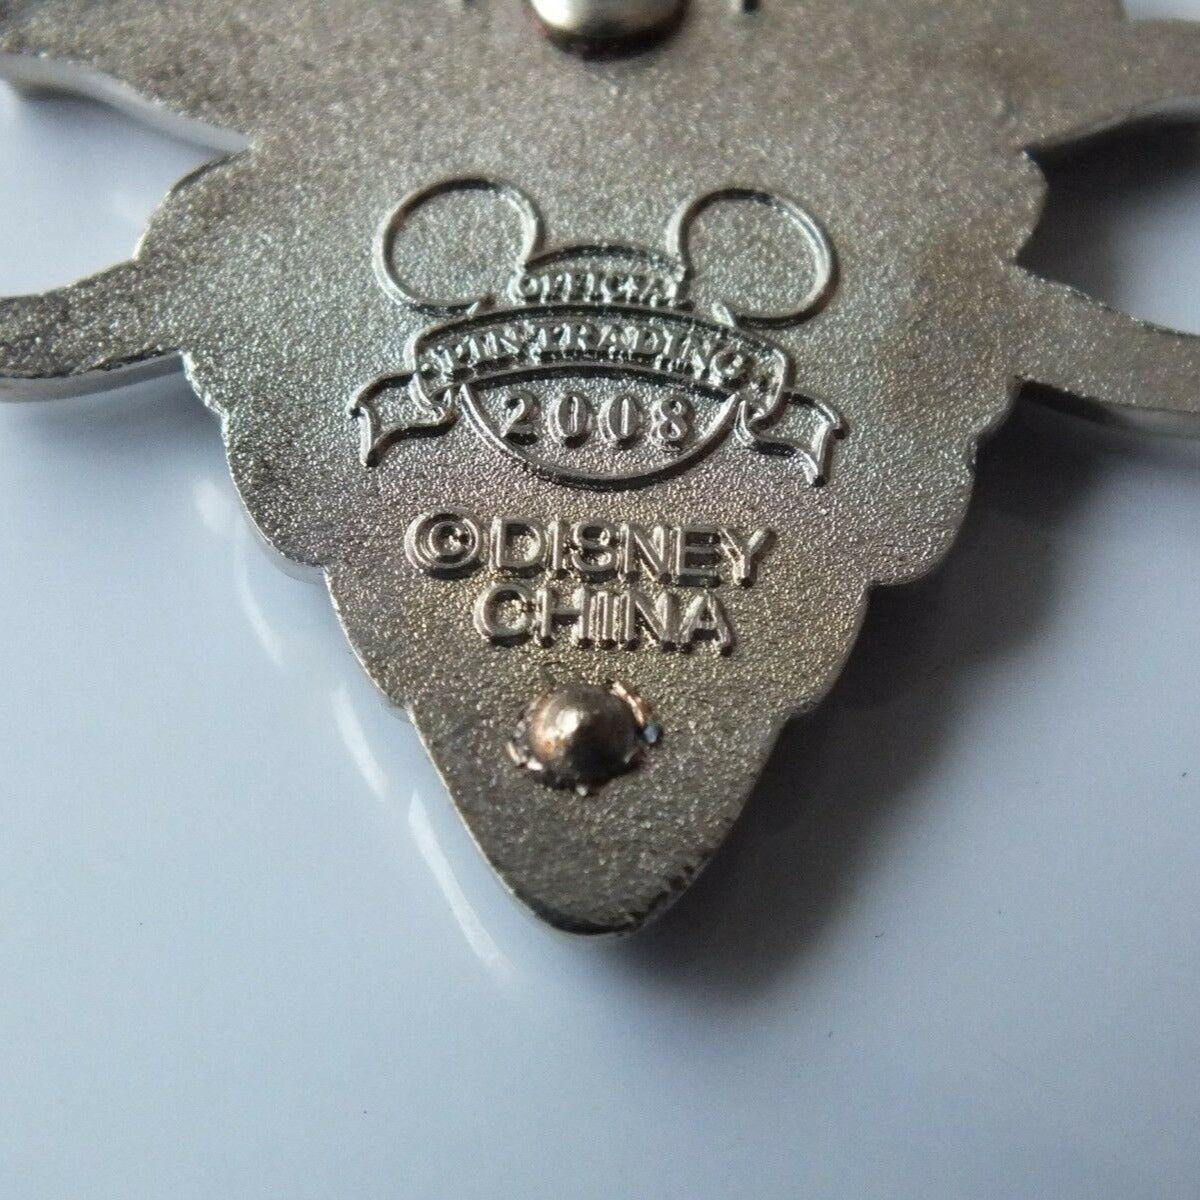 OFFICIAL
PIN TRADING
2008
©DISNEY
CHINA